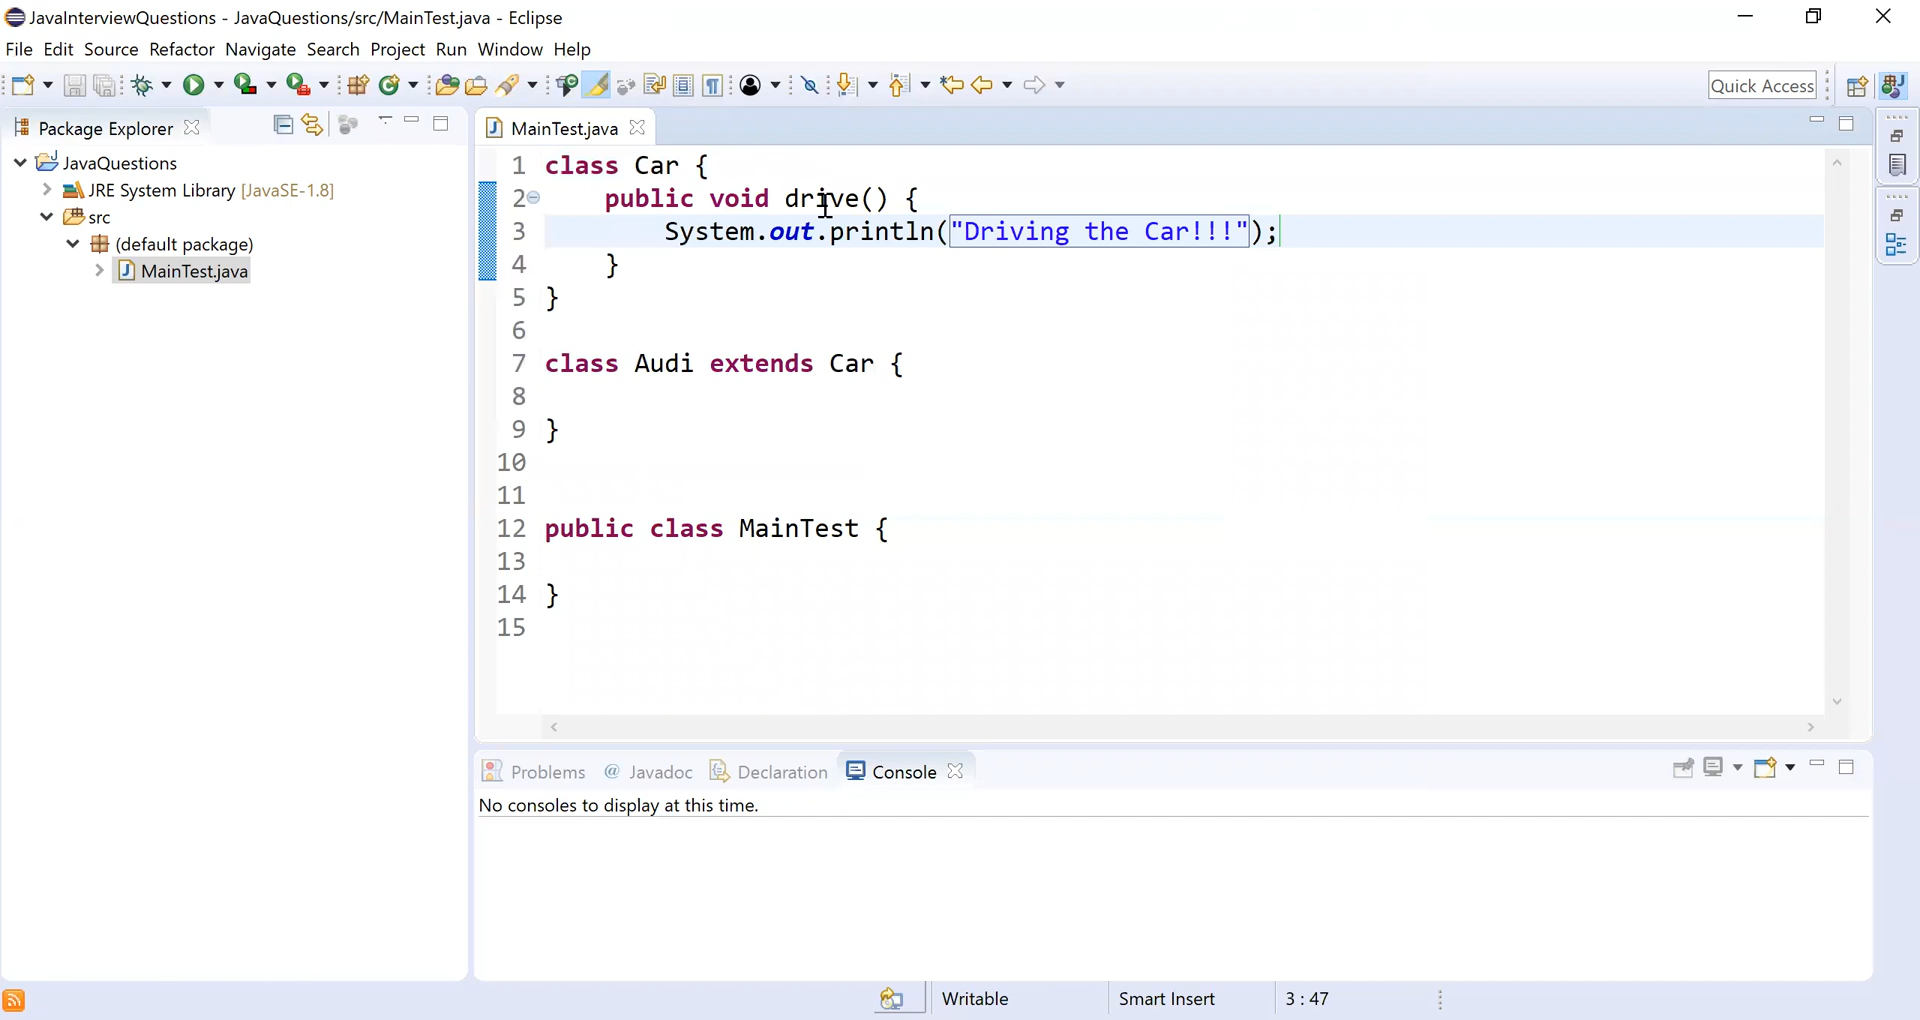 JavaInterviewQuestions - JavaQuestions/src/MainTest.java - Eclipse
File Edit Source Refactor Navigate Search Project Run Window Help
Quick Access
Package Explorer
JavaQuestions
JRE System Library [JavaSE-1.8]
src
(default package)
MainTest.java
MainTest.java
1 class Car {
2 public void drive() {
3 System.out.println("Driving the Car!!!");
4 }
5 }
6
7 class Audi extends Car {
8
9 }
10
11
12 public class MainTest {
13
14 }
15
Problems @ Javadoc Declaration Console
No consoles to display at this time.
Writable Smart Insert 3 : 47